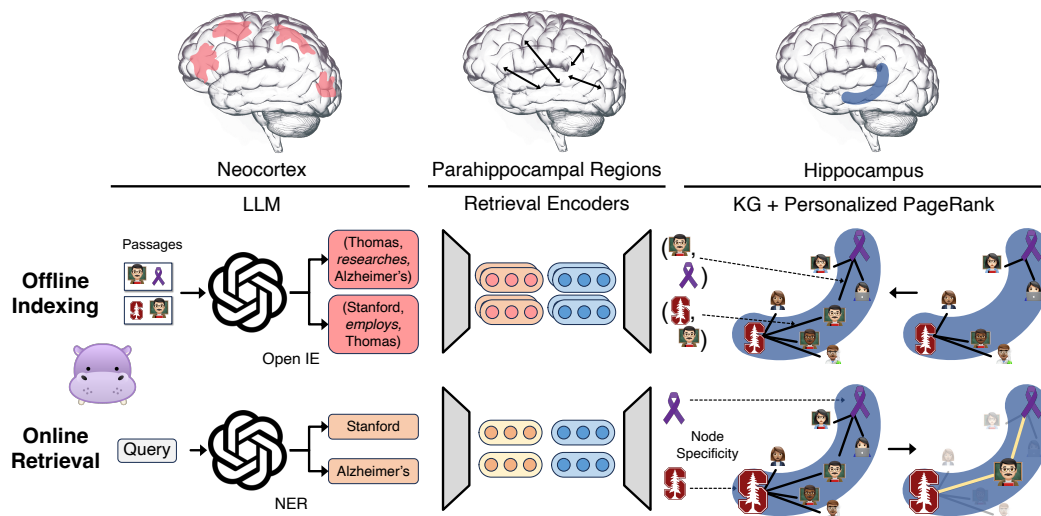 Neocortex
Parahippocampal Regions
Hippocampus
LLM
Retrieval Encoders
KG + Personalized PageRank
Offline
Indexing
Passages
(Thomas,
researches,
Alzheimer's)
(Stanford,
employs,
Thomas)
Open IE
( ,
)
( ,
)
Online
Retrieval
Query
Stanford
Alzheimer's
NER
Node
Specificity